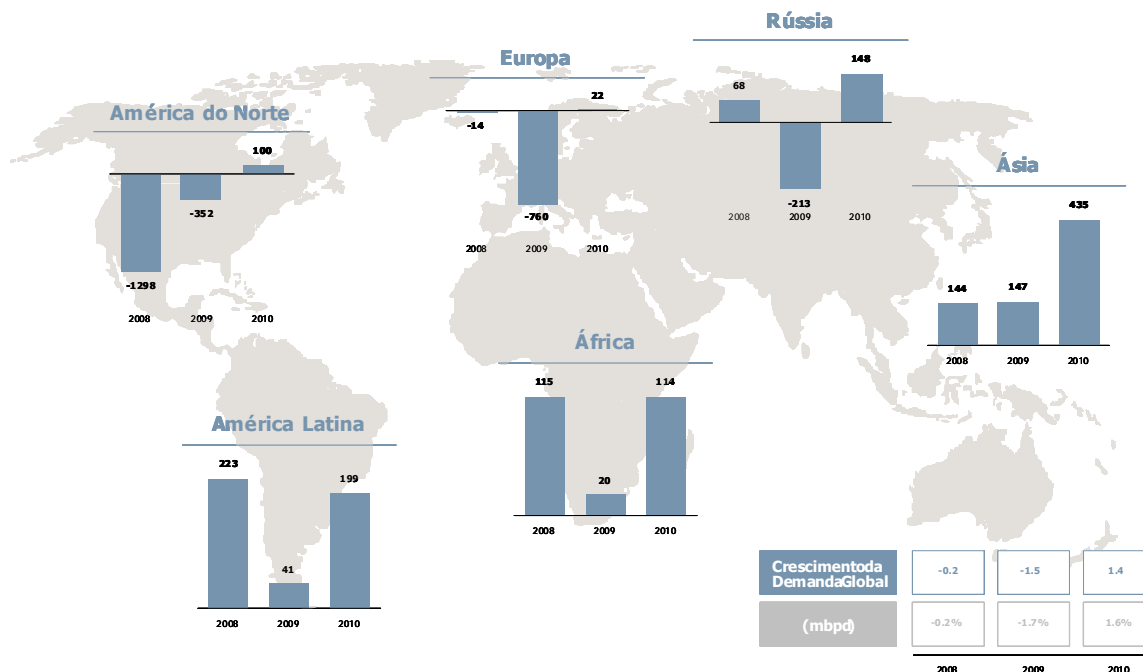 Rússia
68
148
-213
2008 2009 2010
Europa
-14
22
-760
2008 2009 2010
América do Norte
100
-352
-1298
2008 2009 2010
Ásia
435
144 147
2008 2009 2010
África
115 114
20
2008 2009 2010
América Latina
223
199
41
2008 2009 2010
Crescimentoda
DemandaGlobal
-0.2 -1.5 1.4
(mbpd)
-0.2% -1.7% 1.6%
2008 2009 2010